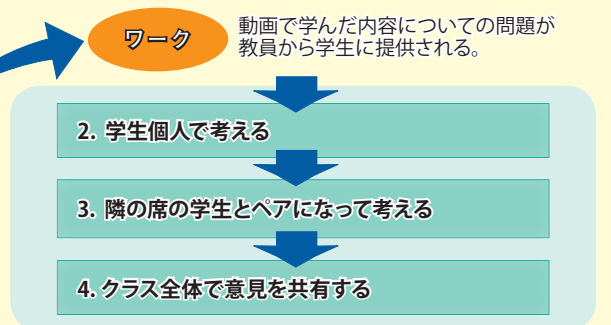 ワーク
動画で学んだ内容についての問題が
教員から学生に提供される。
2. 学生個人で考える
3. 隣の席の学生とペアになって考える
4. クラス全体で意見を共有する